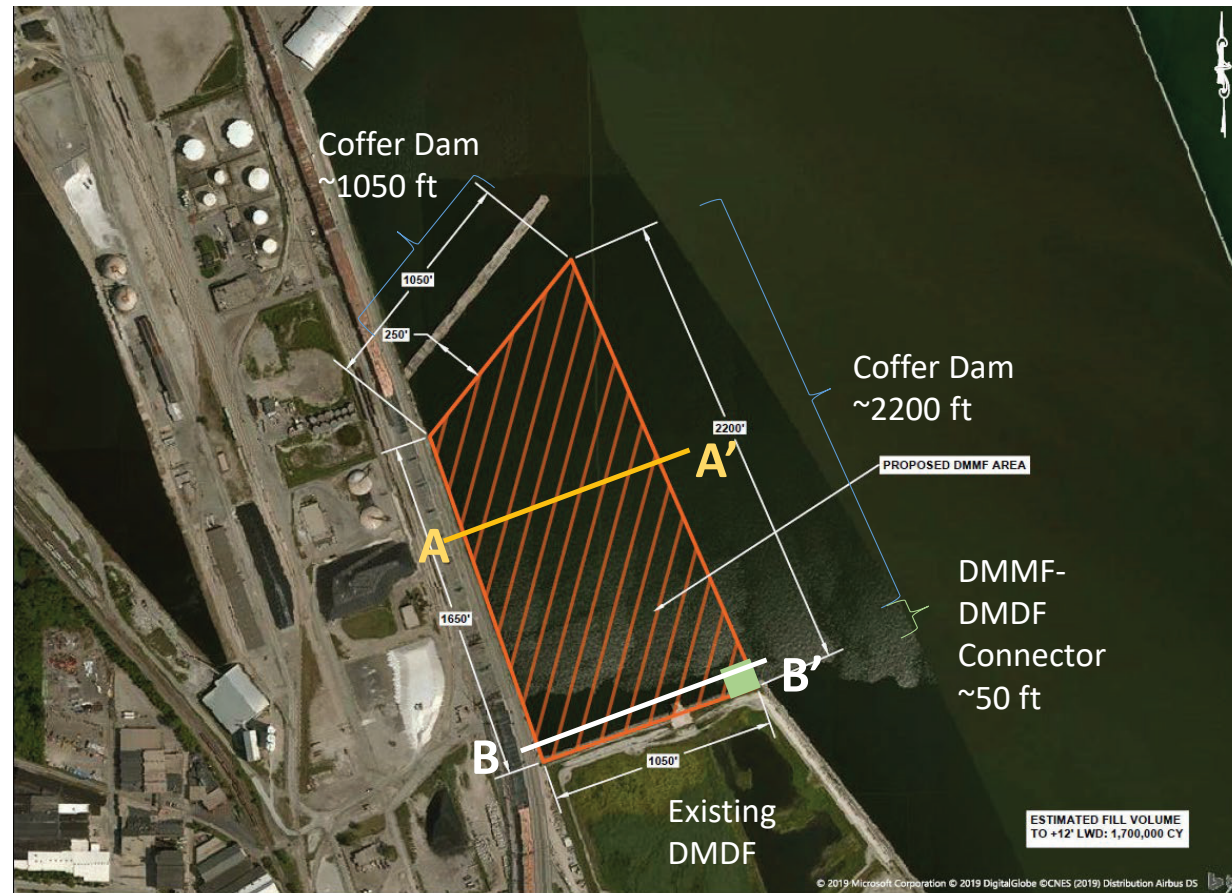 Coffer Dam
~1050 ft
1050'
250'
Coffer Dam
~2200 ft
2200'
A'
PROPOSED DMMF AREA
A
DMMF-
DMDF
Connector
~50 ft
1650'
B'
B
1050'
Existing
DMDF
ESTIMATED FILL VOLUME
TO +12' LWD: 1,700,000 CY
© 2019 Microsoft Corporation © 2019 DigitalGlobe ©CNES (2019) Distribution Airbus DS